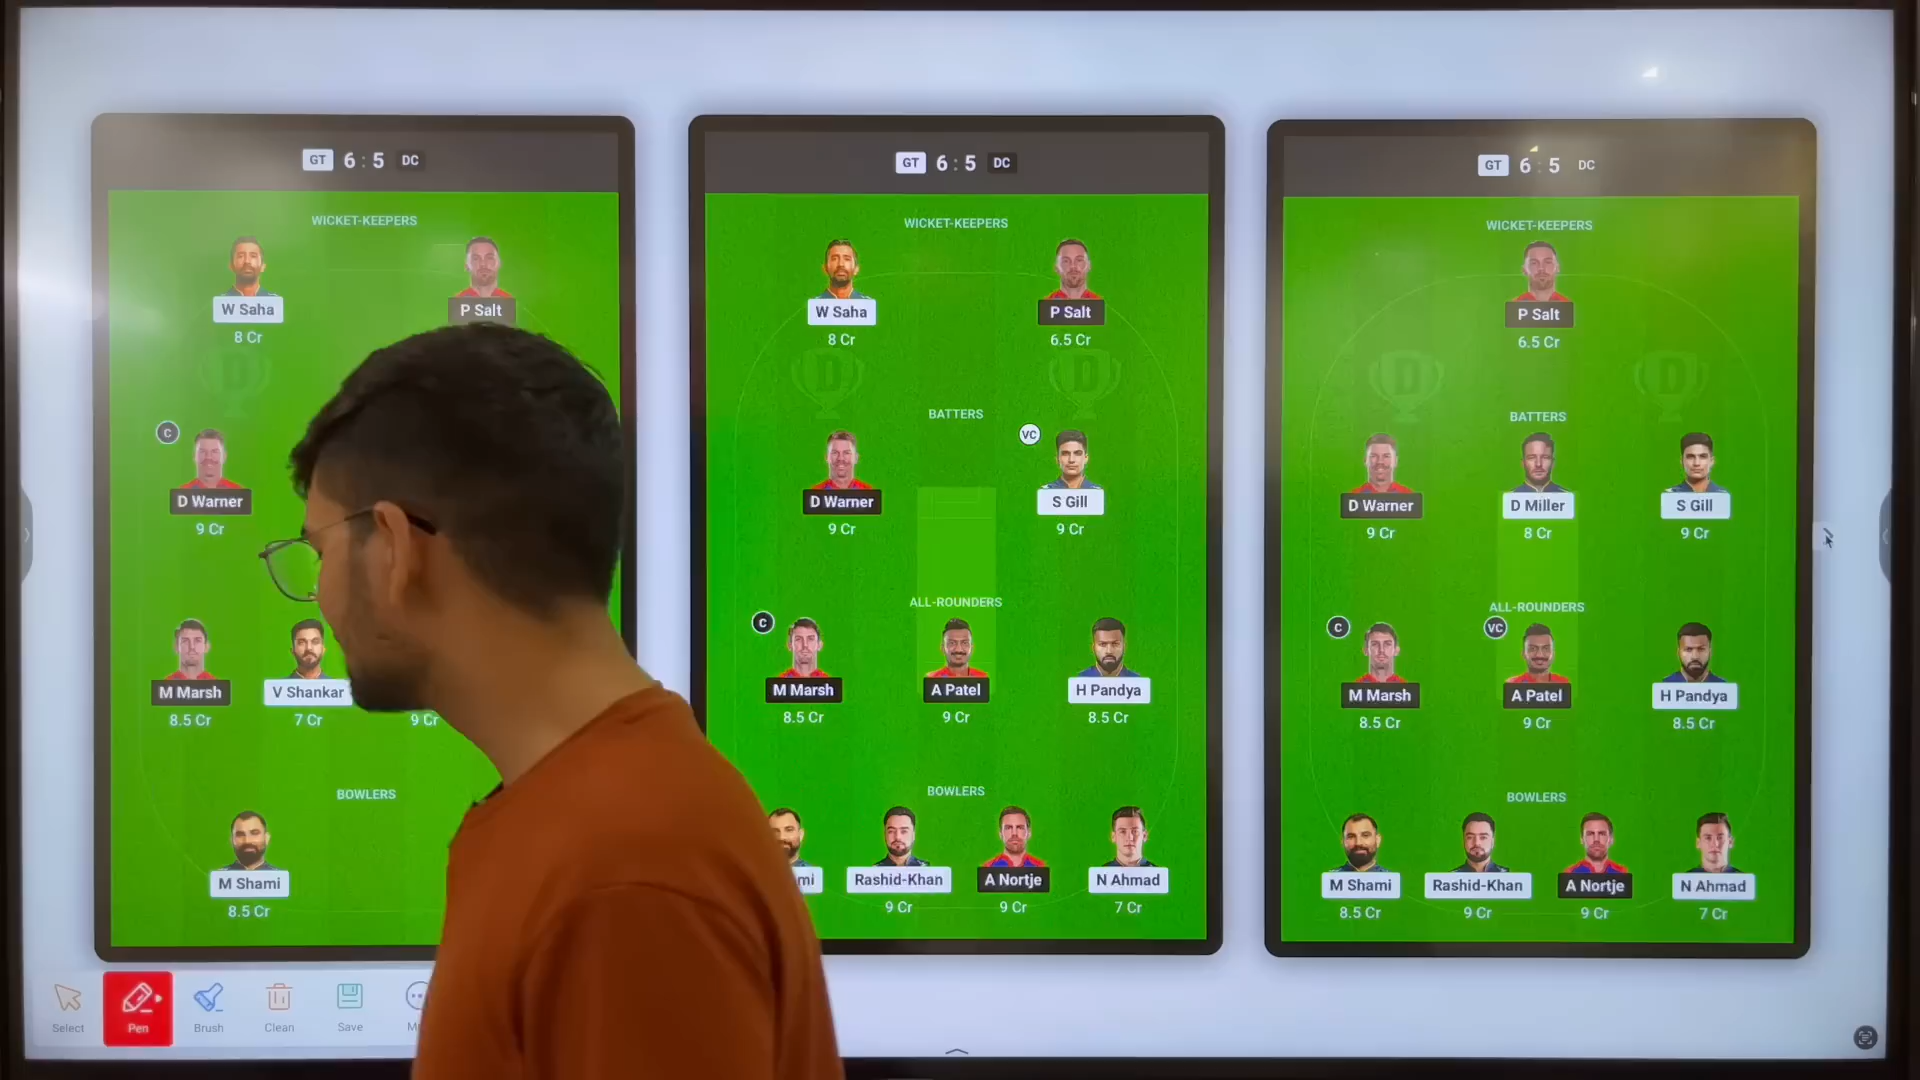 GT 6 : 5 DC
WICKET-KEEPERS
W Saha P Salt
8 Cr
C
D Warner
9 Cr
M Marsh V Shankar
8.5 Cr 7 Cr 9 Cr
BOWLERS
M Shami
8.5 Cr
GT 6 : 5 DC
WICKET-KEEPERS
W Saha P Salt
8 Cr 6.5 Cr
D D
BATTERS
VC
D Warner S Gill
9 Cr 9 Cr
ALL-ROUNDERS
C
M Marsh A Patel H Pandya
8.5 Cr 9 Cr 8.5 Cr
BOWLERS
mi Rashid-Khan A Nortje N Ahmad
9 Cr 9 Cr 7 Cr
GT 6 : 5 DC
WICKET-KEEPERS
P Salt
6.5 Cr
D D
BATTERS
D Warner D Miller S Gill
9 Cr 8 Cr 9 Cr
ALL-ROUNDERS
C VC
M Marsh A Patel H Pandya
8.5 Cr 9 Cr 8.5 Cr
BOWLERS
M Shami Rashid-Khan A Nortje N Ahmad
8.5 Cr 9 Cr 9 Cr 7 Cr
Select Pen Brush Clean Save